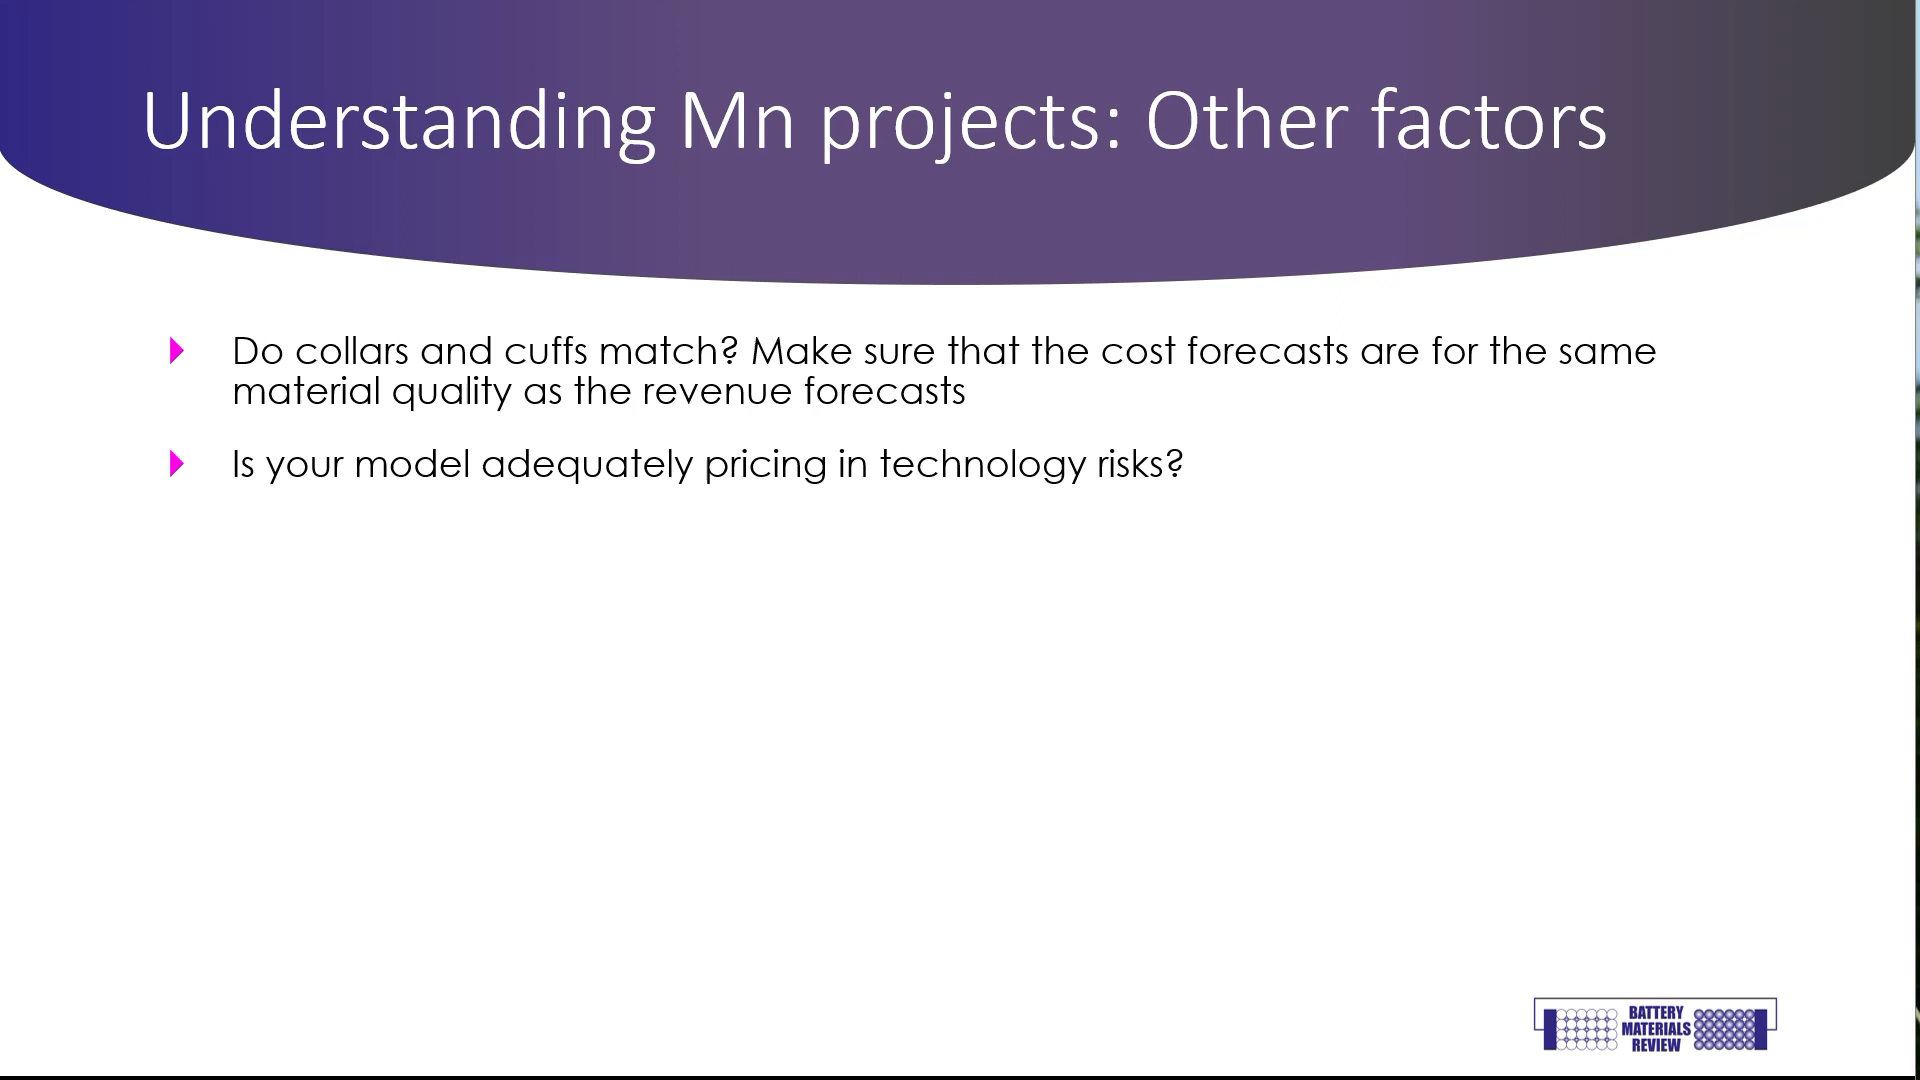 Understanding Mn projects: Other factors
Do collars and cuffs match? Make sure that the cost forecasts are for the same
material quality as the revenue forecasts
Is your model adequately pricing in technology risks?
BATTERY
MATERIALS
REVIEW